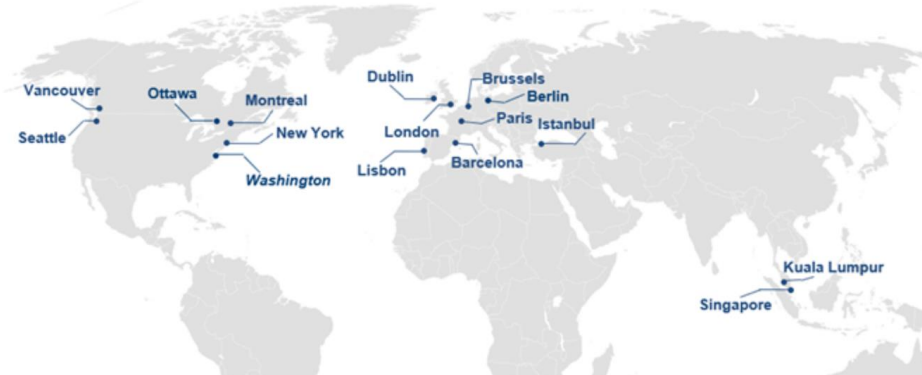 Vancouver
Seattle
Ottawa
Montreal
New York
Washington
Dublin
London
Lisbon
Brussels
Berlin
Paris
Istanbul
Barcelona
Kuala Lumpur
Singapore